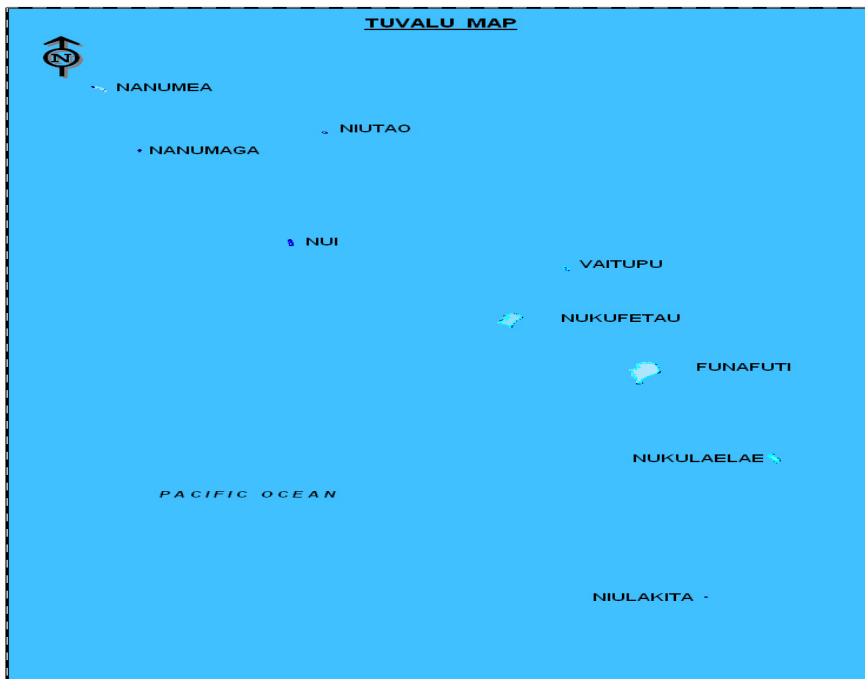 TUVALU MAP
N
NANUMEA
NIUTAO
NANUMAGA
NUI
VAITUPU
NUKUFETAU
FUNAFUTI
NUKULAELAE
PACIFIC OCEAN
NIULAKITA